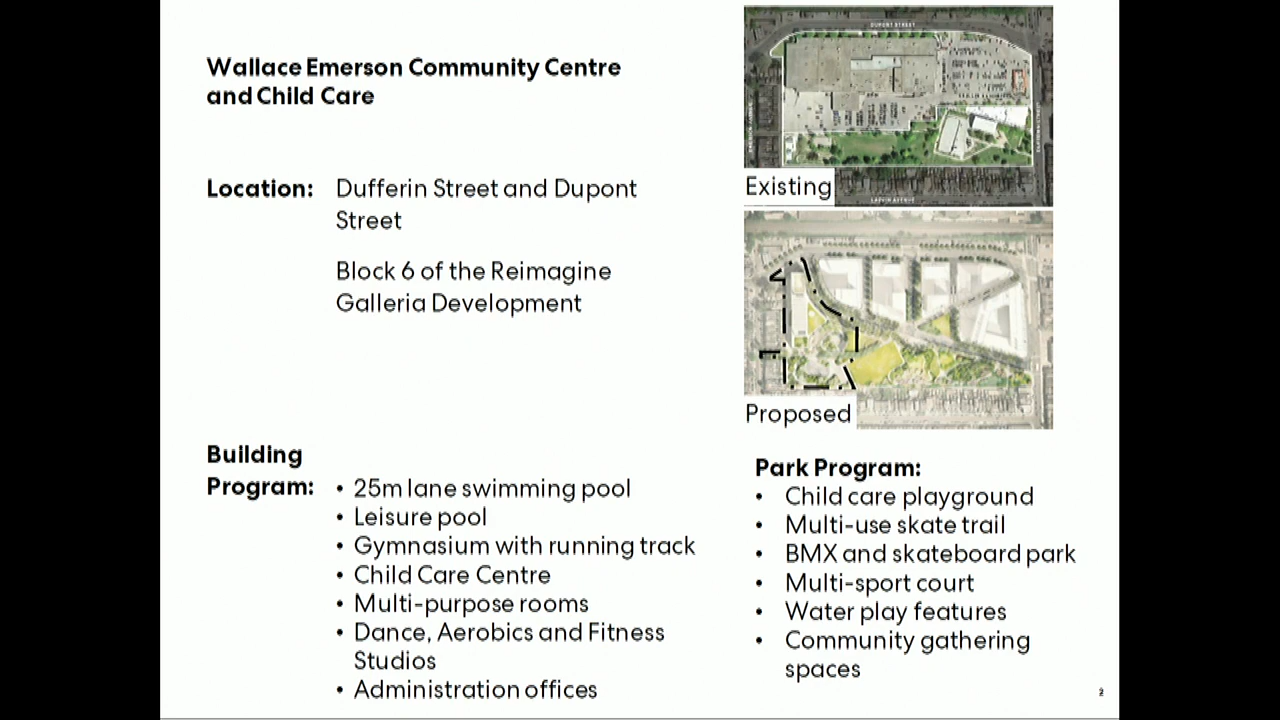 Wallace Emerson Community Centre
and Child Care
Location: Dufferin Street and Dupont
Street
Block 6 of the Reimagine
Galleria Development
DUPONT STREET
Existing
Proposed
Building
Program:
• 25m lane swimming pool
• Leisure pool
• Gymnasium with running track
• Child Care Centre
• Multi-purpose rooms
• Dance, Aerobics and Fitness
Studios
• Administration offices
Park Program:
• Child care playground
• Multi-use skate trail
• BMX and skateboard park
• Multi-sport court
• Water play features
• Community gathering
spaces
2